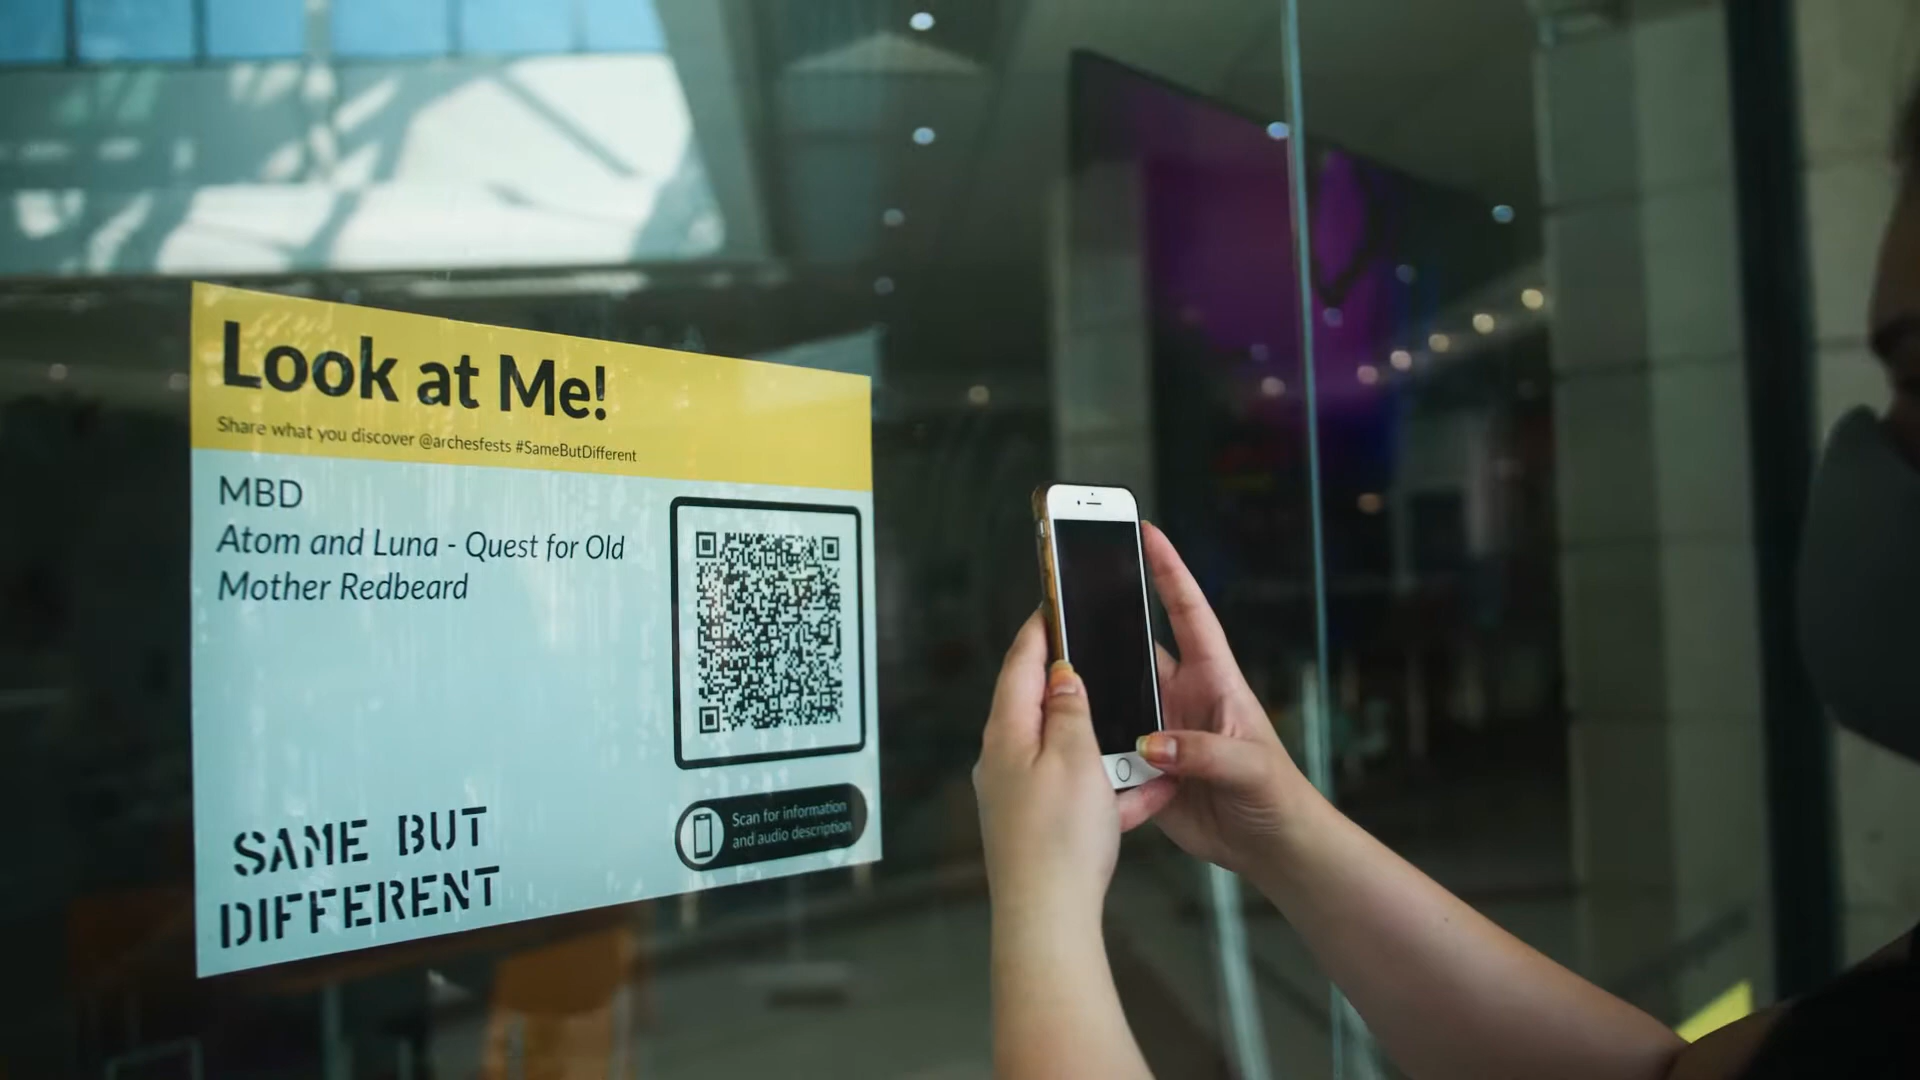 Look at Me!
Share what you discover @archesfests #SameButDifferent
MBD
Atom and Luna - Quest for Old
Mother Redbeard
Scan for information
and audio description
SAME BUT
DIFFERENT